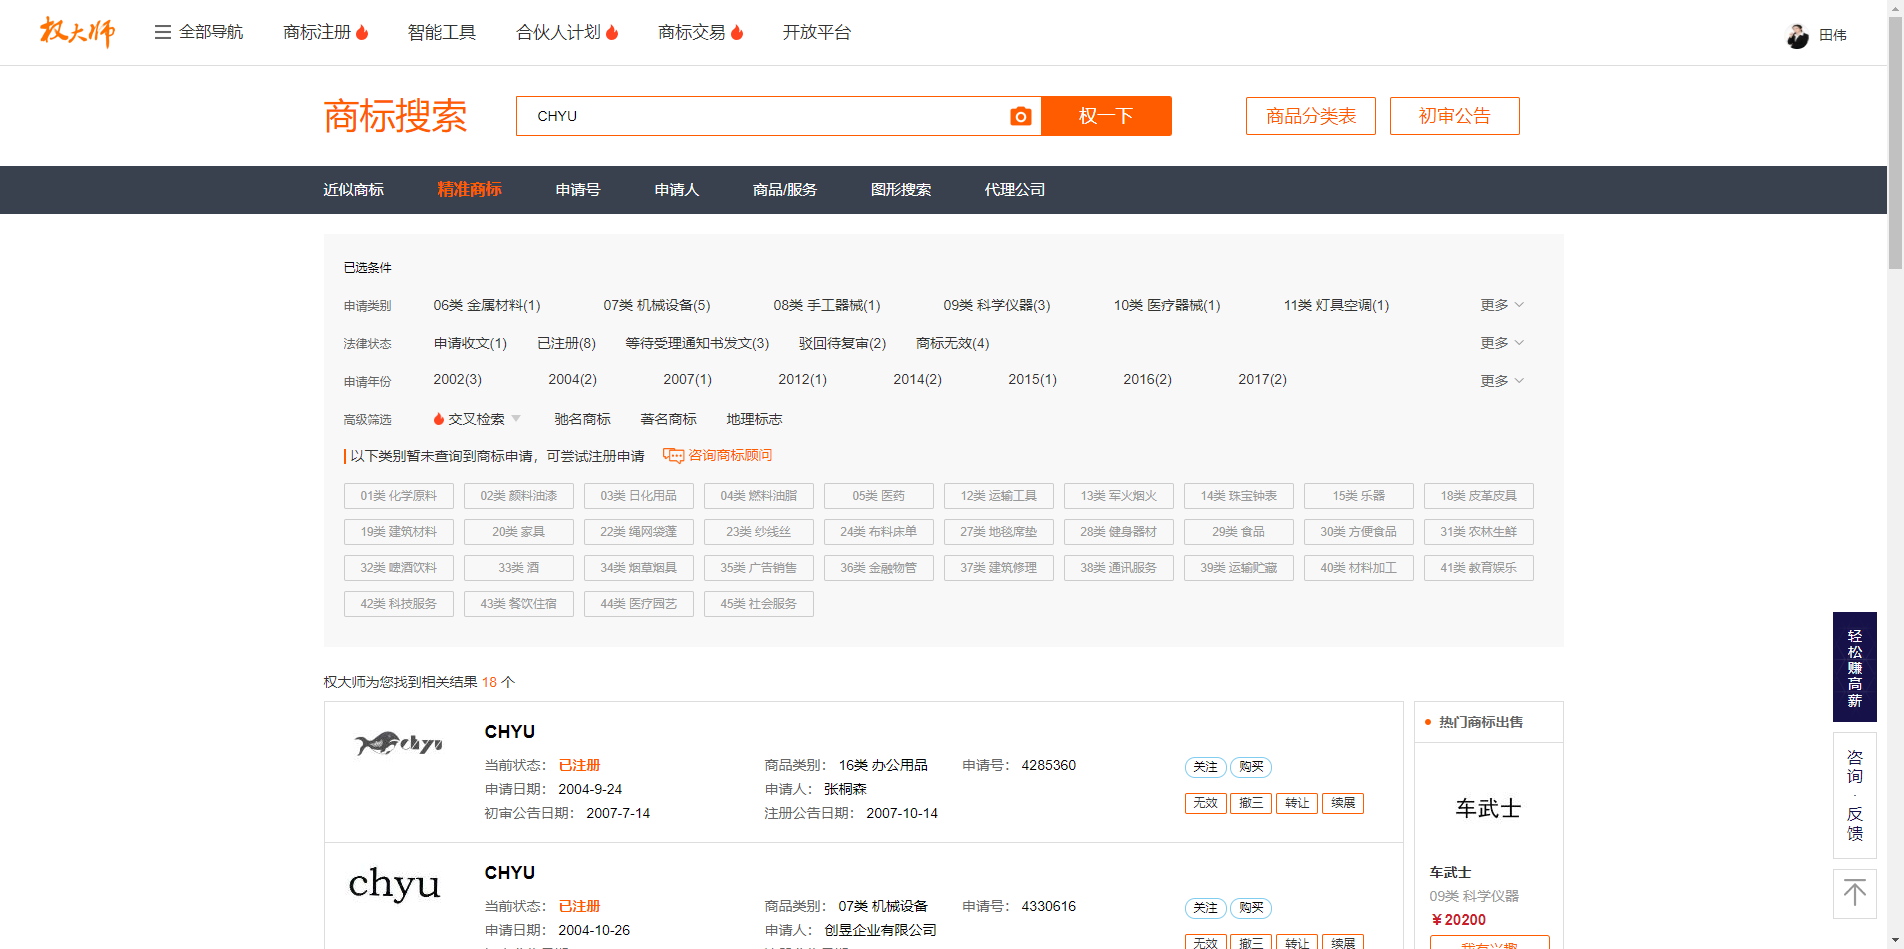 权大师 全部导航 商标注册 智能工具 合伙人计划 商标交易 开放平台 田伟
商标搜索 CHYU 权一下 商品分类表 初审公告
近似商标 精准商标 申请号 申请人 商品/服务 图形搜索 代理公司
已选条件
申请类别 06类 金属材料(1) 07类 机械设备(5) 08类 手工器械(1) 09类 科学仪器(3) 10类 医疗器械(1) 11类 灯具空调(1) 更多
法律状态 申请收文(1) 已注册(8) 等待受理通知书发文(3) 驳回待复审(2) 商标无效(4) 更多
申请年份 2002(3) 2004(2) 2007(1) 2012(1) 2014(2) 2015(1) 2016(2) 2017(2) 更多
高级筛选 交叉检索 驰名商标 著名商标 地理标志
以下类别暂未查询到商标申请，可尝试注册申请 咨询商标顾问
01类 化学原料 02类 颜料油漆 03类 日化用品 04类 燃料油脂 05类 医药 12类 运输工具 13类 军火烟火 14类 珠宝钟表 15类 乐器 18类 皮革皮具
19类 建筑材料 20类 家具 22类 绳网袋蓬 23类 纱线丝 24类 布料床单 27类 地毯席垫 28类 健身器材 29类 食品 30类 方便食品 31类 农林生鲜
32类 啤酒饮料 33类 酒 34类 烟草烟具 35类 广告销售 36类 金融物管 37类 建筑修理 38类 通讯服务 39类 运输贮藏 40类 材料加工 41类 教育娱乐
42类 科技服务 43类 餐饮住宿 44类 医疗园艺 45类 社会服务
权大师为您找到相关结果 18 个
chyu
CHYU
当前状态： 已注册 商品类别： 16类 办公用品 申请号： 4285360 关注 购买
申请日期： 2004-9-24 申请人： 张桐森
初审公告日期： 2007-7-14 注册公告日期： 2007-10-14 无效 撤三 转让 续展
chyu
CHYU
当前状态： 已注册 商品类别： 07类 机械设备 申请号： 4330616 关注 购买
申请日期： 2004-10-26 申请人： 创昱企业有限公司
无效 撤三 转让 续展
热门商标出售
车武士
车武士
09类 科学仪器
￥20200
我有兴趣
轻松赚高薪
咨询·反馈